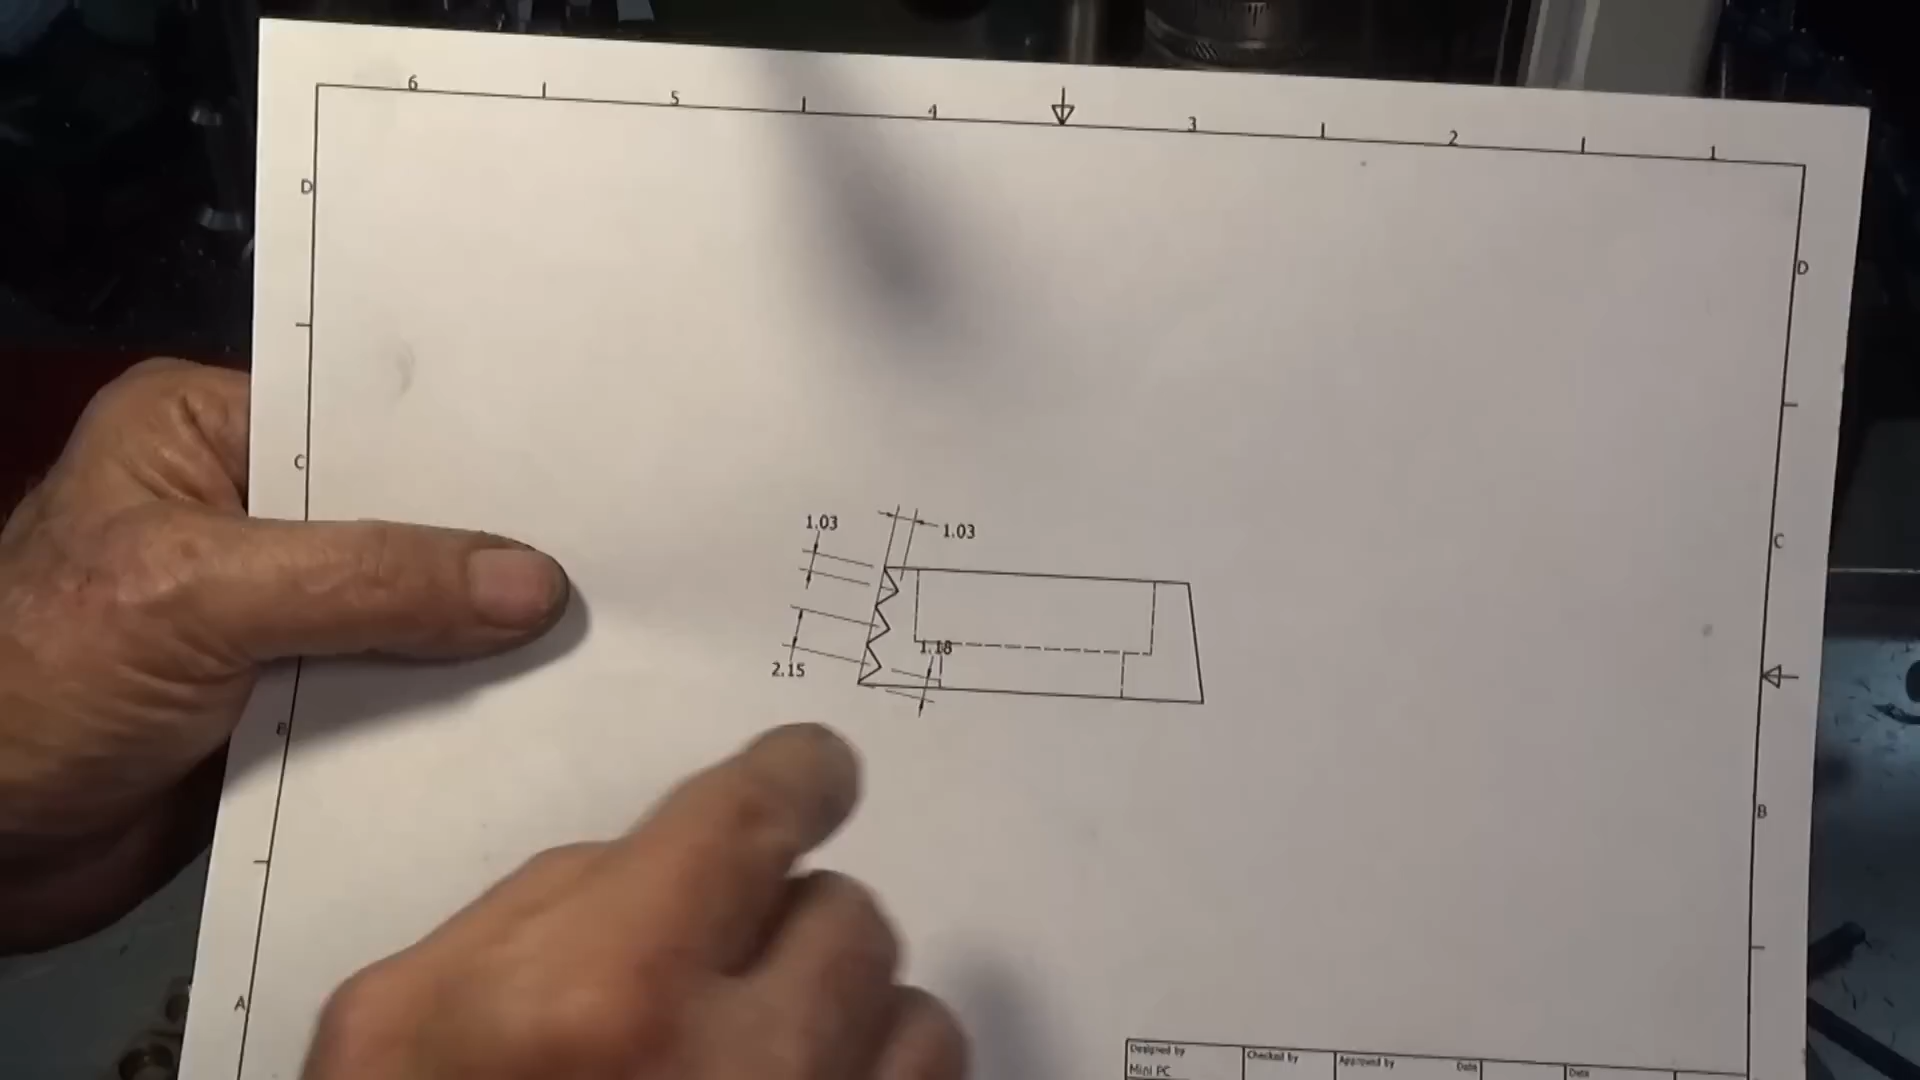 6 5 4 3 2 1
D
D
1.03
1.03
C
C
1.18
2.15
B
B
A
Designed by Checked by Approved by Date Date
Mini PC